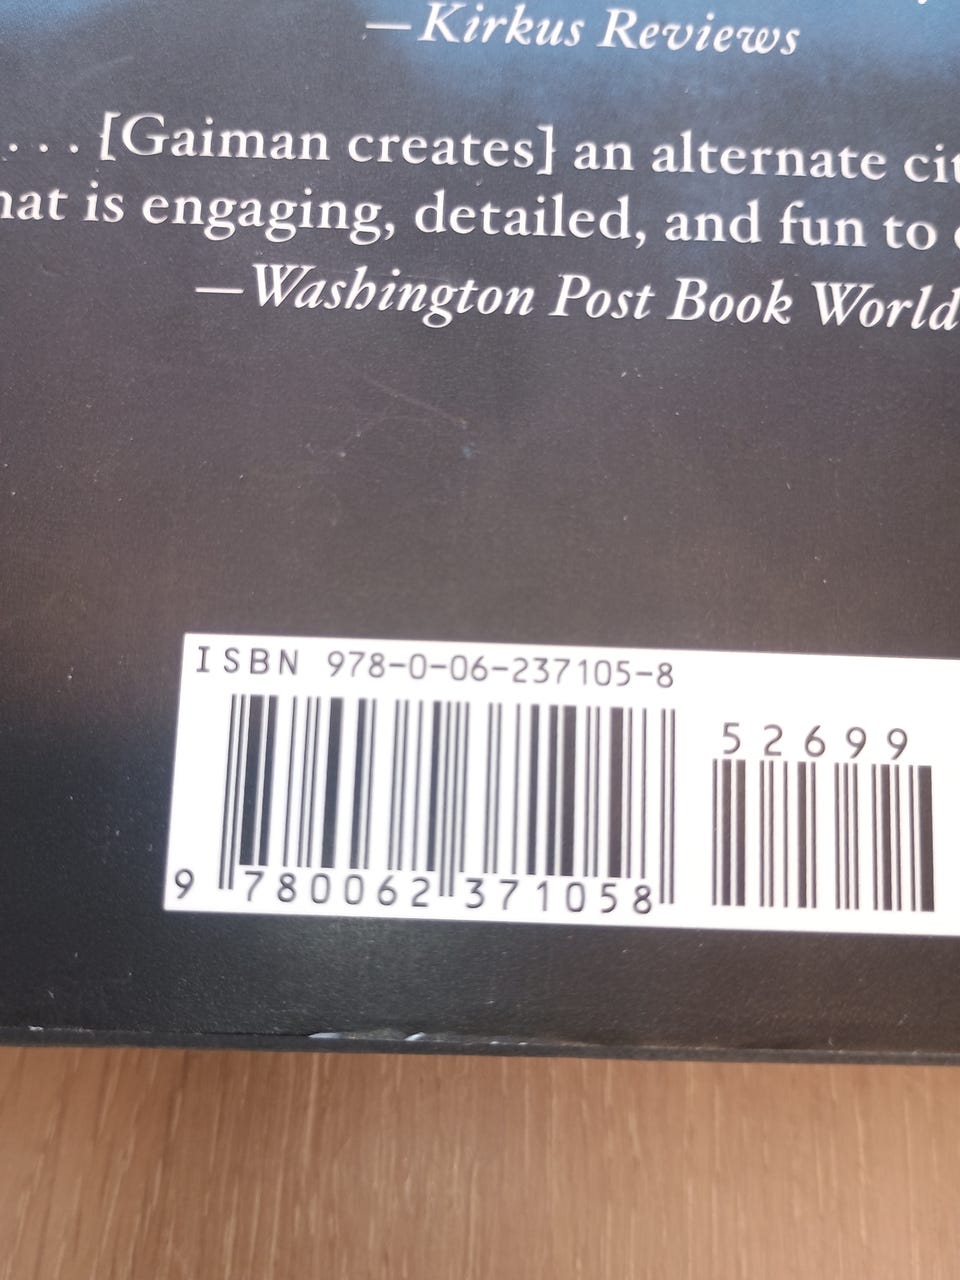 —Kirkus Reviews
. . . [Gaiman creates] an alternate
is engaging, detailed, and fun to
—Washington Post Book World
ISBN 978-0-06-237105-8
52699
9 780062 371058